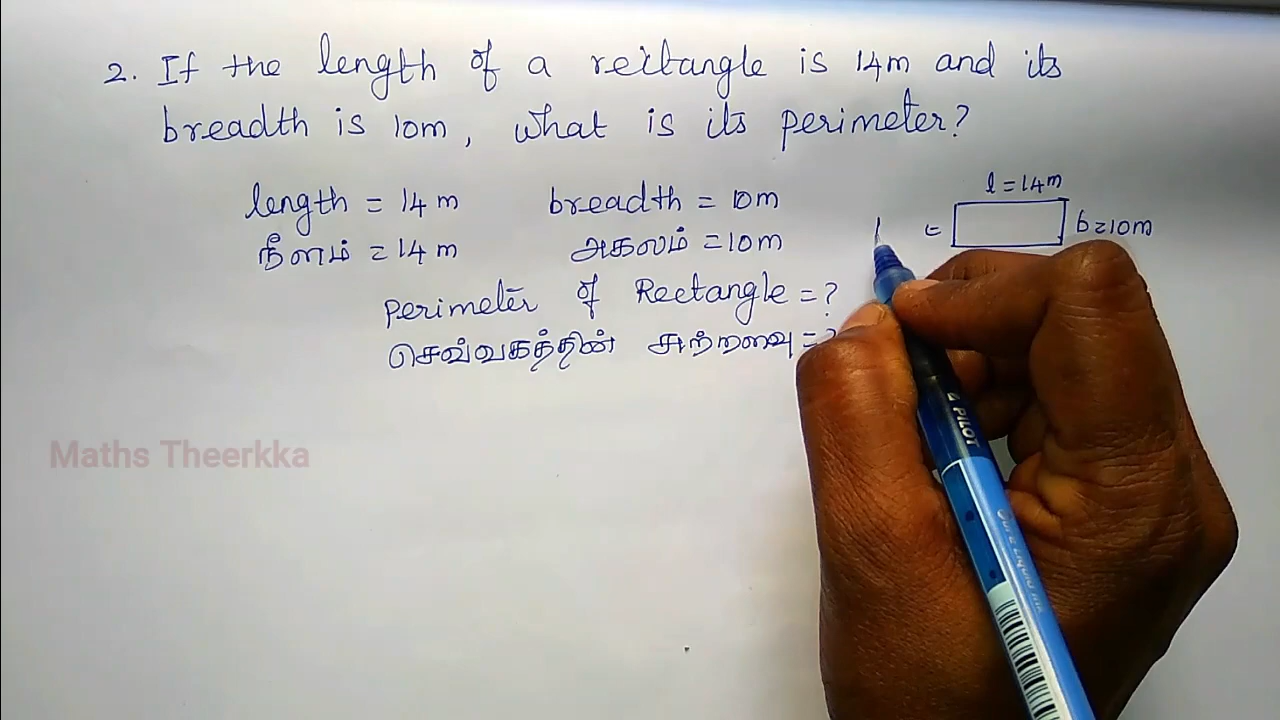 2. If the length of a rectangle is 14m and its
breadth is 10m, what is its perimeter?
length = 14 m breadth = 10m
நீளம் = 14 m அகலம் = 10m
l = 14m
= b = 10m
perimeter of Rectangle = ?
செவ்வகத்தின் சுற்றளவு = ?
Maths Theerkka
PILOT